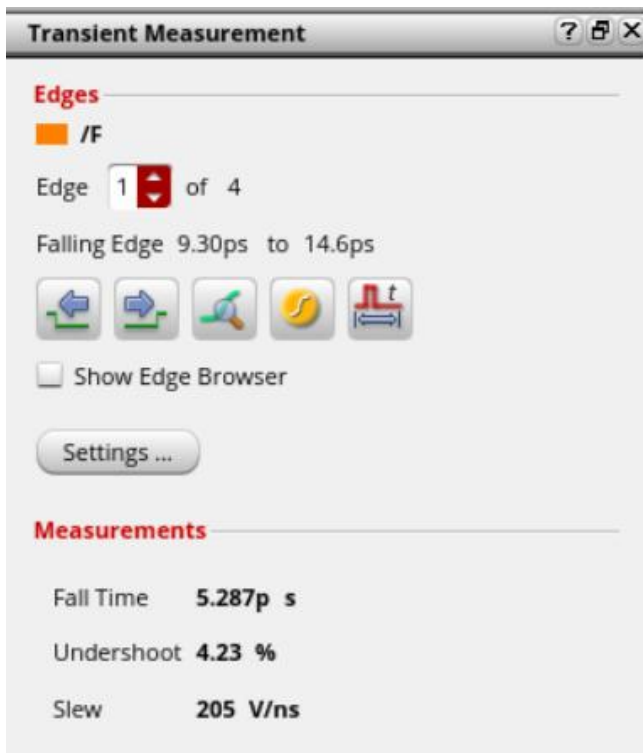 Transient Measurement ?
Edges
/F
Edge 1 of 4
Falling Edge 9.30ps to 14.6ps
t
Show Edge Browser
Settings ...
Measurements
Fall Time 5.287p s
Undershoot 4.23 %
Slew 205 V/ns